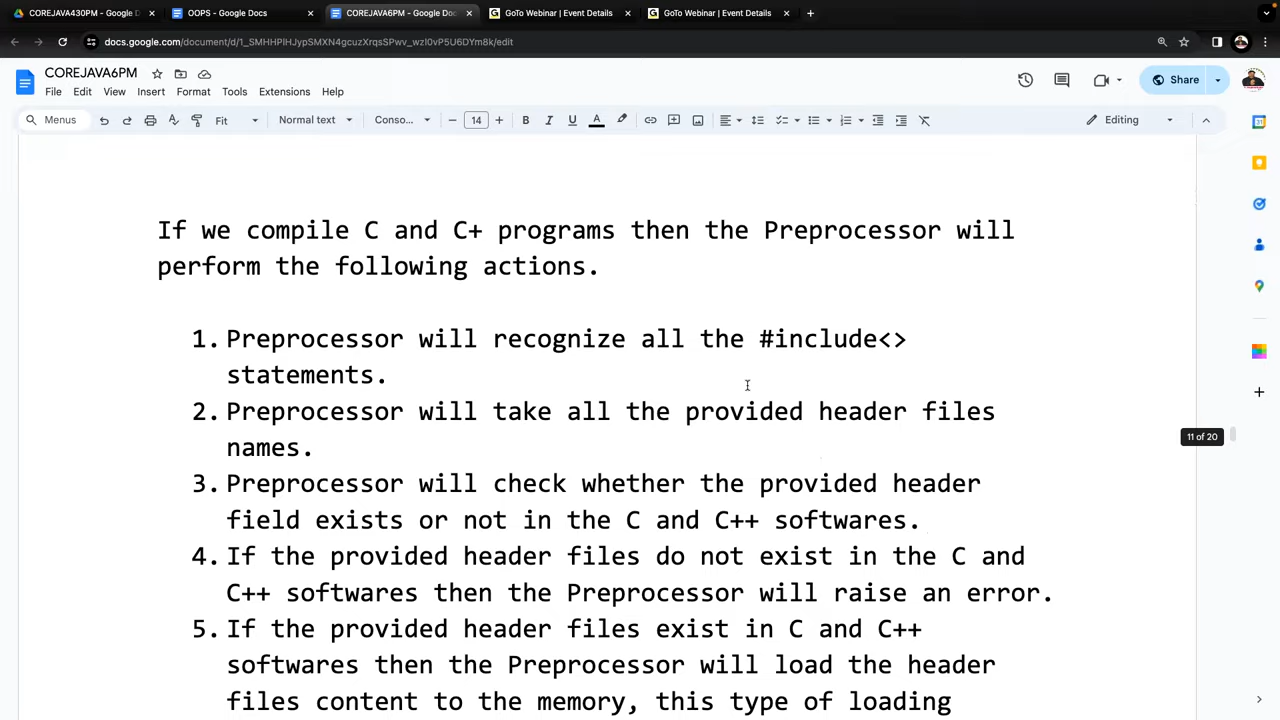 COREJAVA430PM - Google D
OOPS - Google Docs
COREJAVA6PM - Google Doc
GoTo Webinar | Event Details
GoTo Webinar | Event Details
docs.google.com/document/d/1_SMHHPIHJypSMXN4gcuzXrqsSPwv_wzI0vP5U6DYm8k/edit
COREJAVA6PM
File Edit View Insert Format Tools Extensions Help
Share
Menus Fit Normal text Conso... 14 Editing
If we compile C and C+ programs then the Preprocessor will
perform the following actions.
1. Preprocessor will recognize all the #include<>
statements.
2. Preprocessor will take all the provided header files
names.
3. Preprocessor will check whether the provided header
field exists or not in the C and C++ softwares.
4. If the provided header files do not exist in the C and
C++ softwares then the Preprocessor will raise an error.
5. If the provided header files exist in C and C++
softwares then the Preprocessor will load the header
files content to the memory, this type of loading
11 of 20